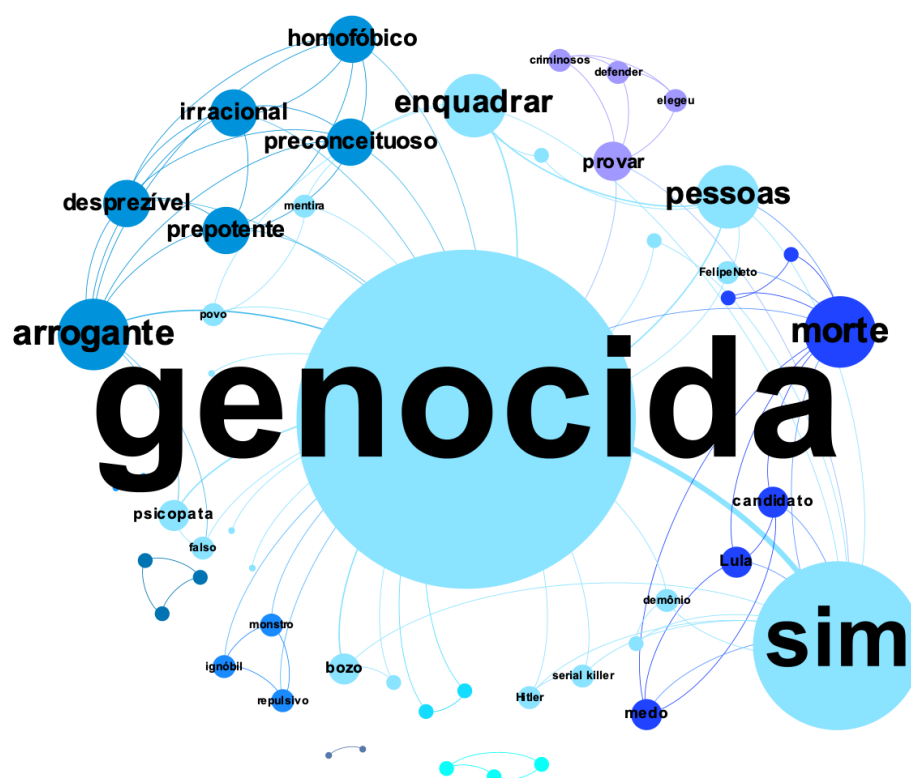 homofóbico
criminosos
defender
enquadrar
elegeu
irracional
preconceituoso
provar
pessoas
desprezível
mentira
prepotente
FelipeNeto
povo
arrogante
morte
genocida
candidato
psicopata
falso
Lula
demônio
monstro
sim
ignóbil
bozo
serial killer
repulsivo
Hitler
medo